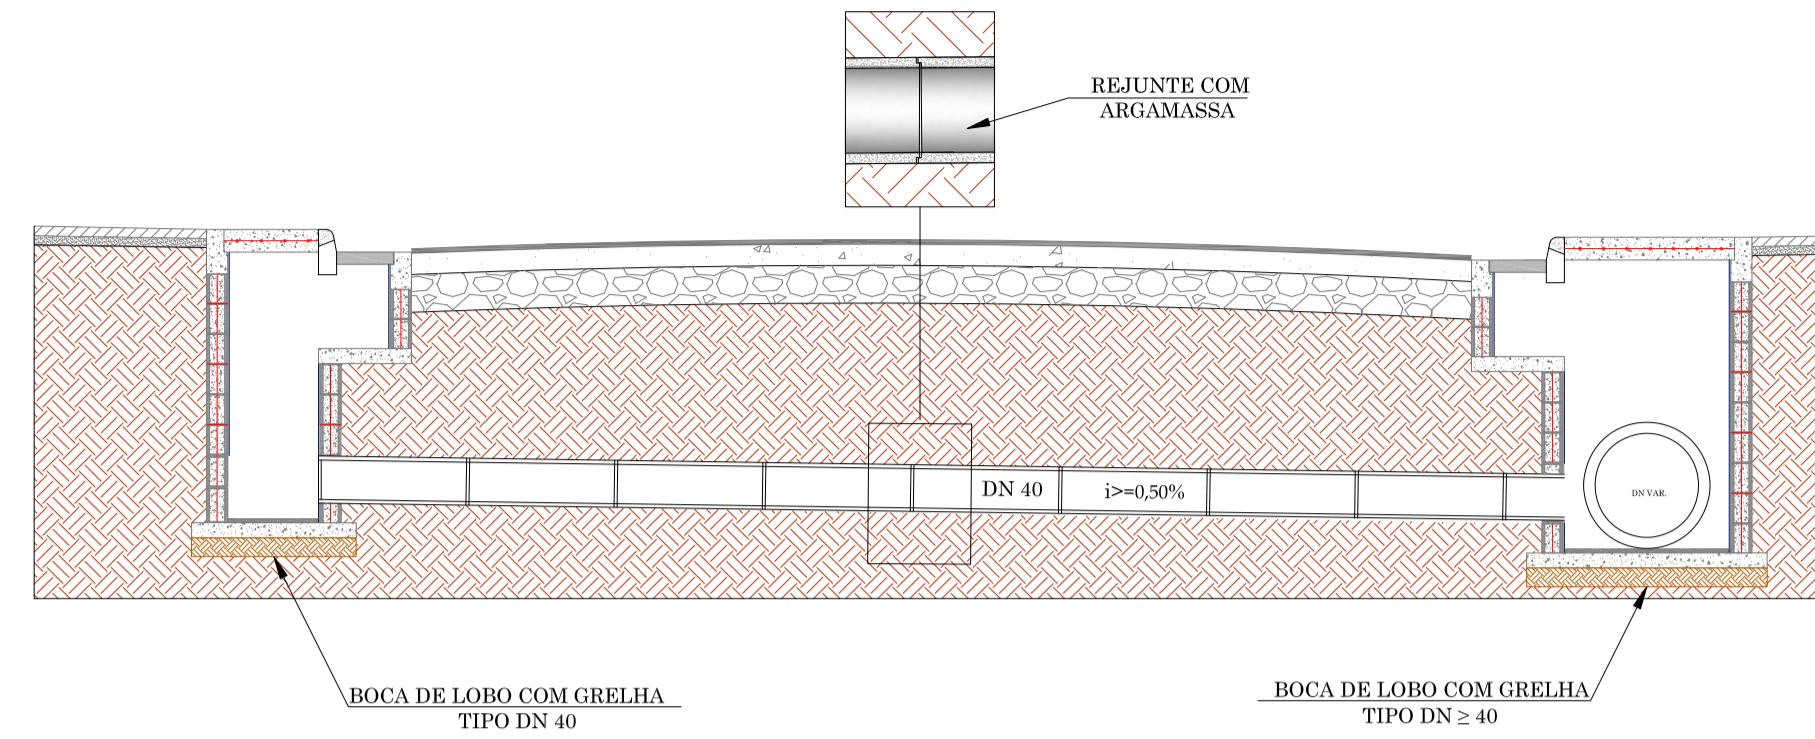 REJUNTE COM
ARGAMASSA
DN 40
i>=0,50%
DN VAR.
BOCA DE LOBO COM GRELHA
TIPO DN 40
BOCA DE LOBO COM GRELHA
TIPO DN ≥ 40